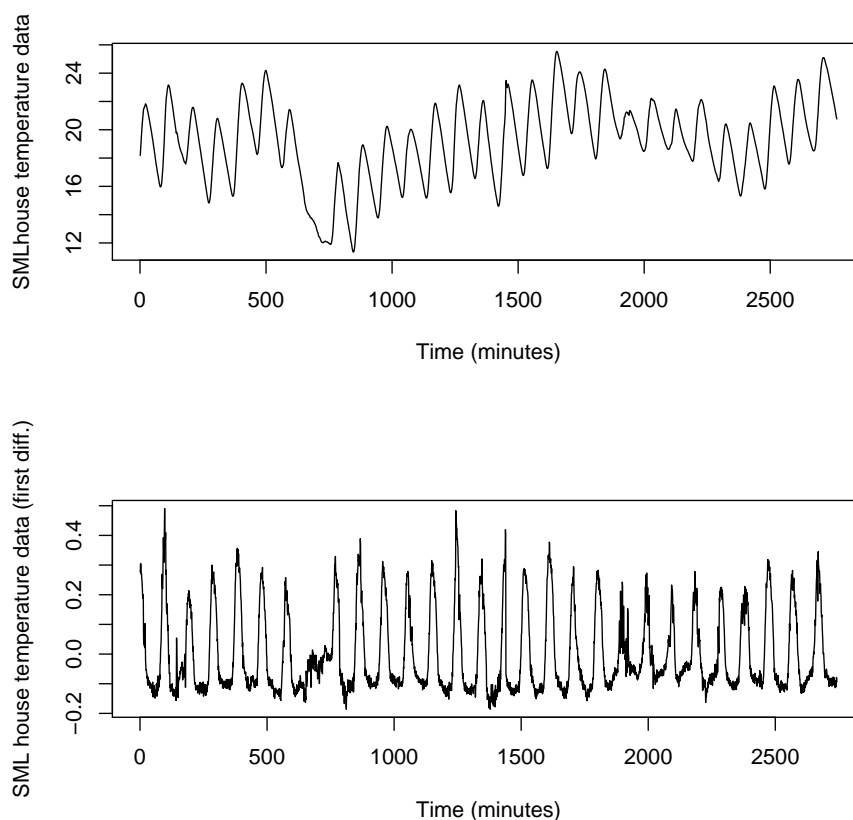 SMLhouse temperature data
24
20
16
12
0 500 1000 1500 2000 2500
Time (minutes)
SML house temperature data (first diff.)
0.4
0.2
0.0
−0.2
0 500 1000 1500 2000 2500
Time (minutes)